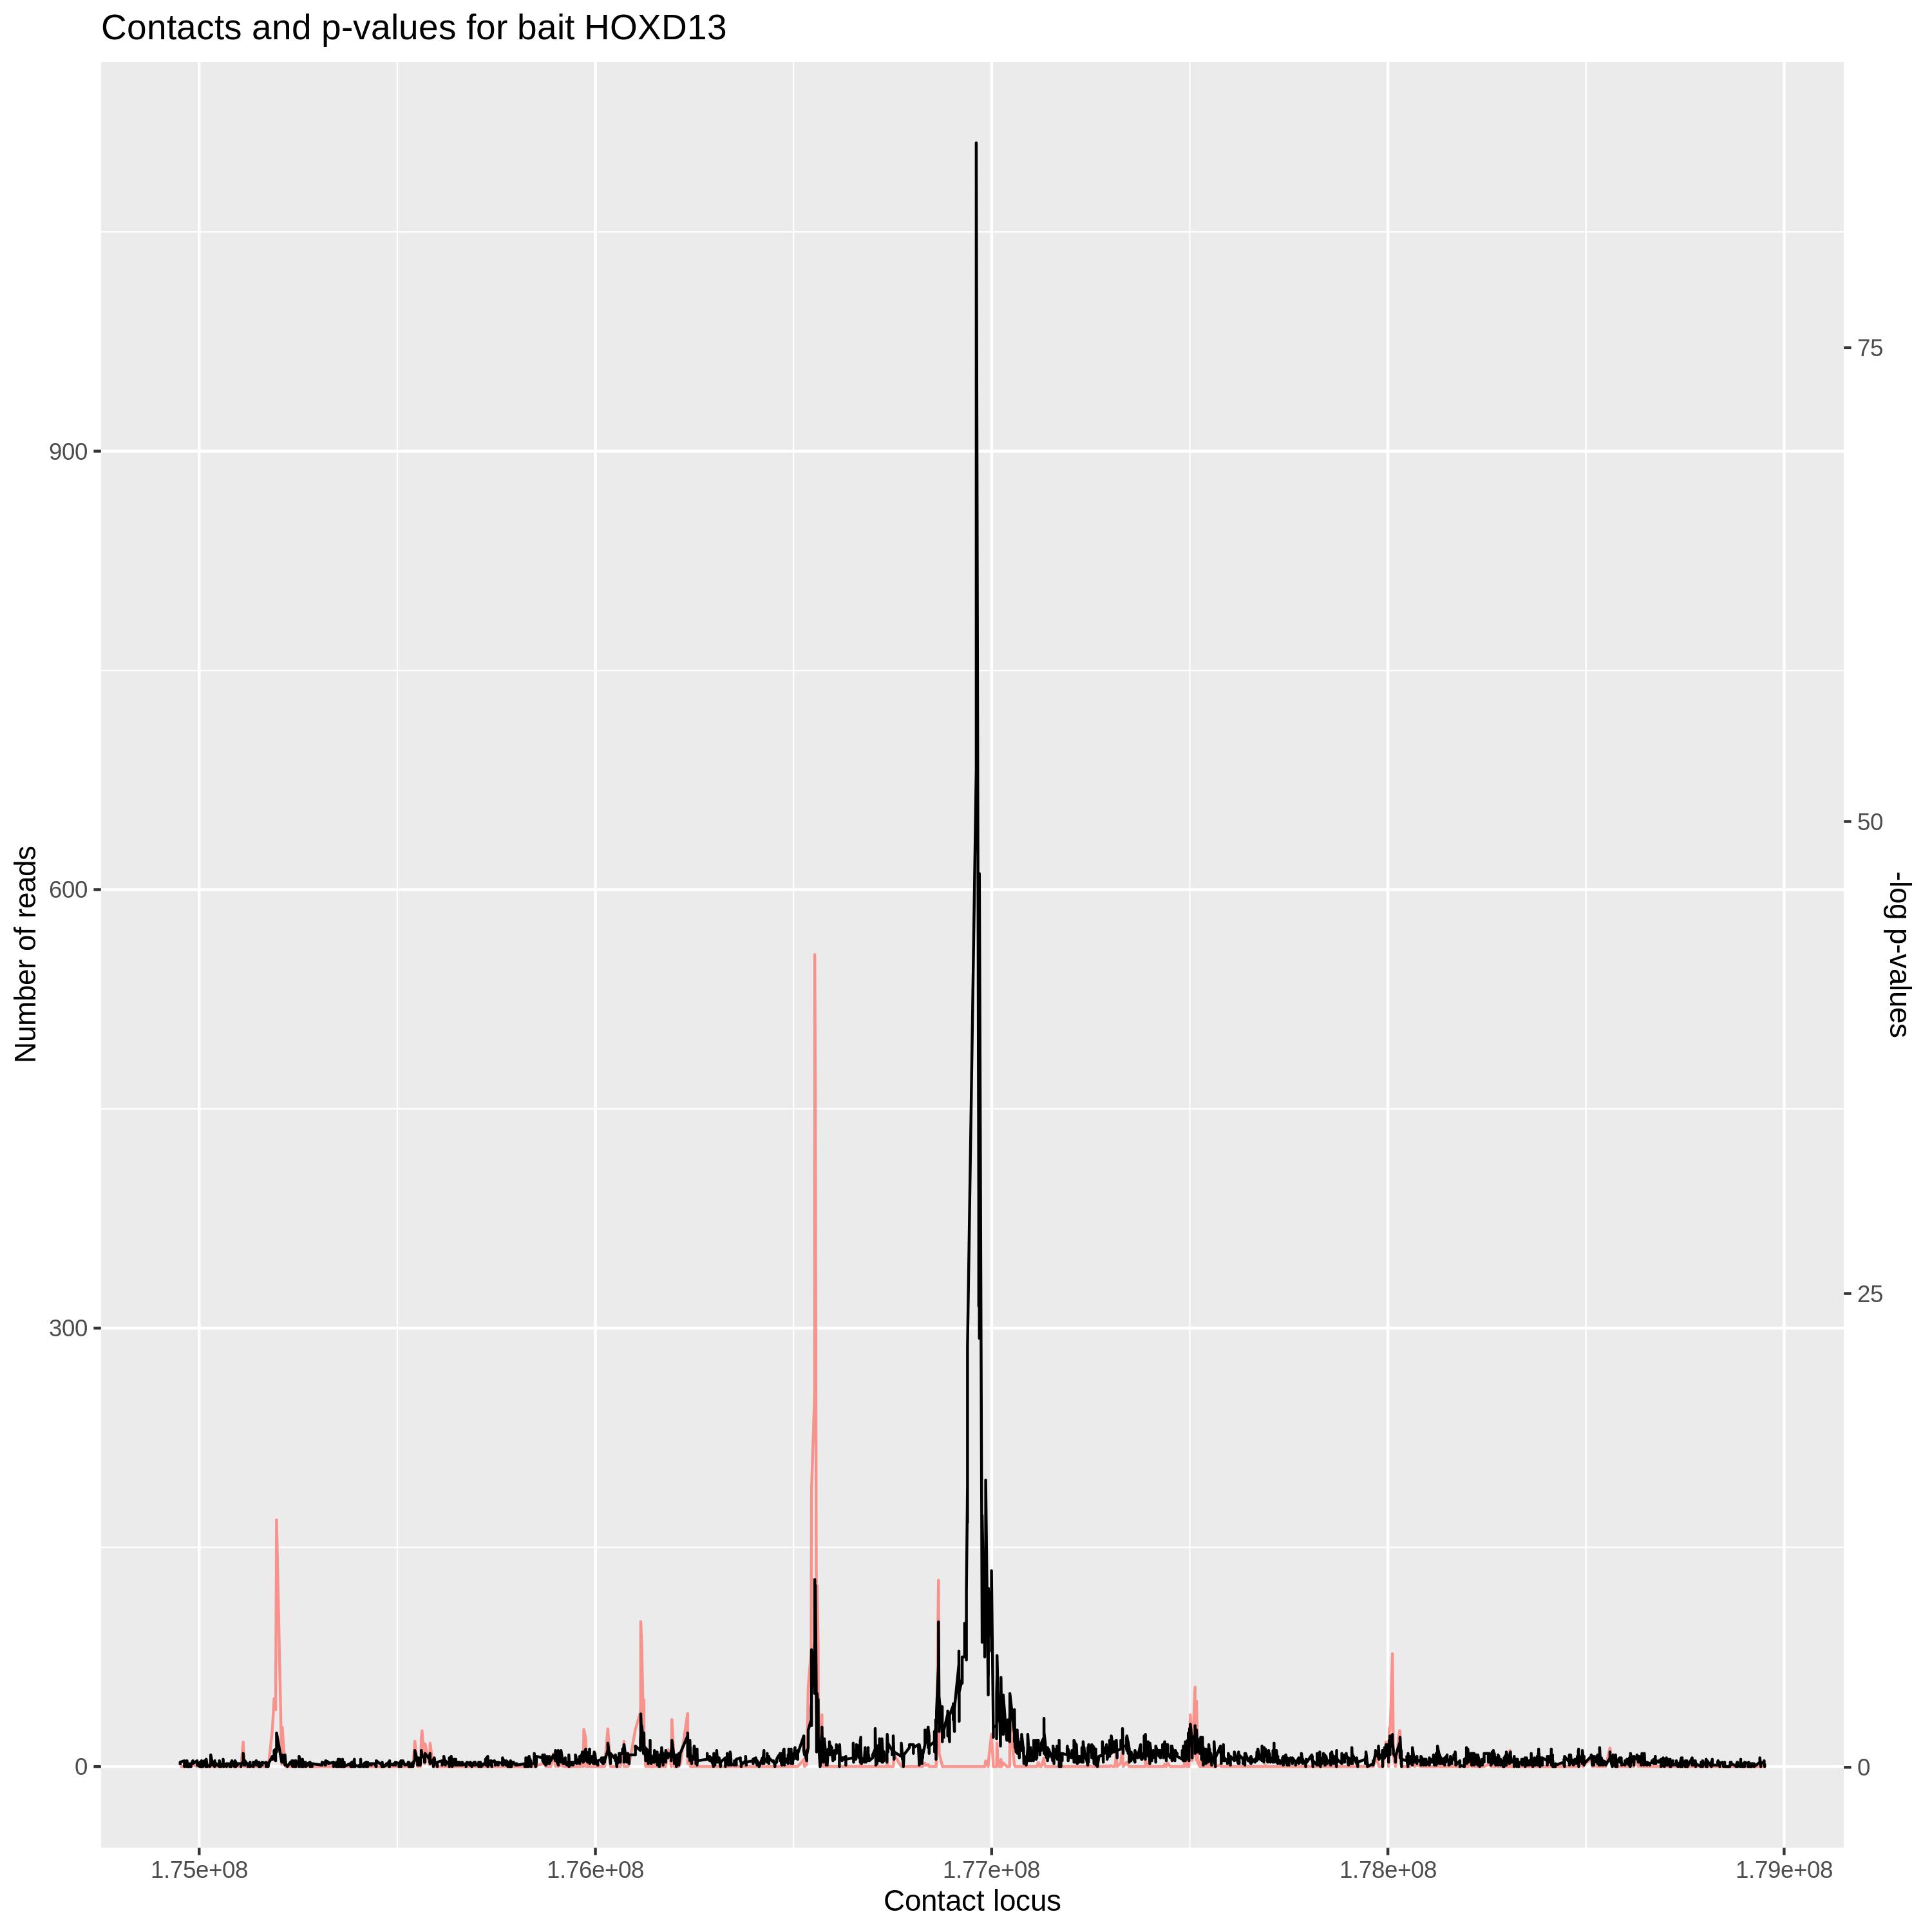 Contacts and p-values for bait HOXD13
900
600
300
0
Number of reads
75
50
25
0
-log p-values
1.75e+08 1.76e+08 1.77e+08 1.78e+08 1.79e+08
Contact locus